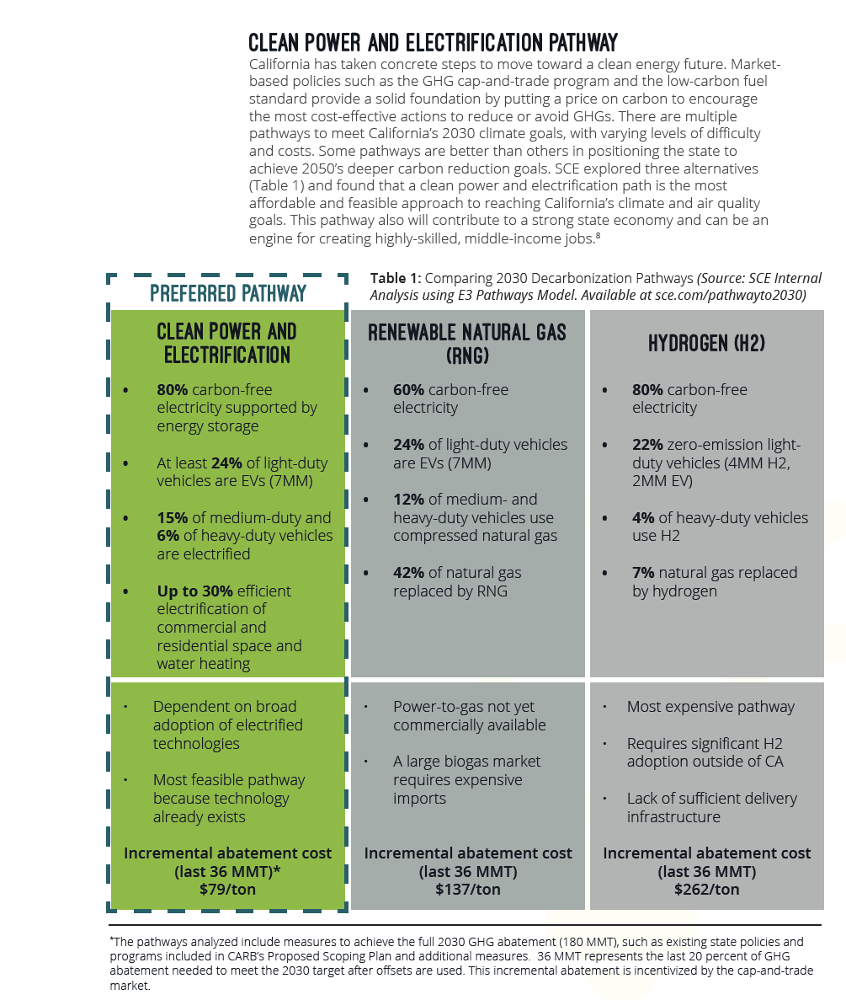 CLEAN POWER AND ELECTRIFICATION PATHWAY
California has taken concrete steps to move toward a clean energy future. Market-
based policies such as the GHG cap-and-trade program and the low-carbon fuel
standard provide a solid foundation by putting a price on carbon to encourage
the most cost-effective actions to reduce or avoid GHGs. There are multiple
pathways to meet California’s 2030 climate goals, with varying levels of difficulty
and costs. Some pathways are better than others in positioning the state to
achieve 2050’s deeper carbon reduction goals. SCE explored three alternatives
(Table 1) and found that a clean power and electrification path is the most
affordable and feasible approach to reaching California’s climate and air quality
goals. This pathway also will contribute to a strong state economy and can be an
engine for creating highly-skilled, middle-income jobs.⁸
Table 1: Comparing 2030 Decarbonization Pathways (Source: SCE Internal
Analysis using E3 Pathways Model. Available at sce.com/pathwayto2030)
PREFERRED PATHWAY
CLEAN POWER AND
ELECTRIFICATION
• 80% carbon-free
electricity supported by
energy storage
• At least 24% of light-duty
vehicles are EVs (7MM)
• 15% of medium-duty and
6% of heavy-duty vehicles
are electrified
• Up to 30% efficient
electrification of
commercial and
residential space and
water heating
• Dependent on broad
adoption of electrified
technologies
• Most feasible pathway
because technology
already exists
Incremental abatement cost
(last 36 MMT)*
$79/ton
RENEWABLE NATURAL GAS
(RNG)
• 60% carbon-free
electricity
• 24% of light-duty vehicles
are EVs (7MM)
• 12% of medium- and
heavy-duty vehicles use
compressed natural gas
• 42% of natural gas
replaced by RNG
• Power-to-gas not yet
commercially available
• A large biogas market
requires expensive
imports
Incremental abatement cost
(last 36 MMT)
$137/ton
HYDROGEN (H2)
• 80% carbon-free
electricity
• 22% zero-emission light-
duty vehicles (4MM H2,
2MM EV)
• 4% of heavy-duty vehicles
use H2
• 7% natural gas replaced
by hydrogen
• Most expensive pathway
• Requires significant H2
adoption outside of CA
• Lack of sufficient delivery
infrastructure
Incremental abatement cost
(last 36 MMT)
$262/ton
*The pathways analyzed include measures to achieve the full 2030 GHG abatement (180 MMT), such as existing state policies and
programs included in CARB’s Proposed Scoping Plan and additional measures.  36 MMT represents the last 20 percent of GHG
abatement needed to meet the 2030 target after offsets are used. This incremental abatement is incentivized by the cap-and-trade
market.